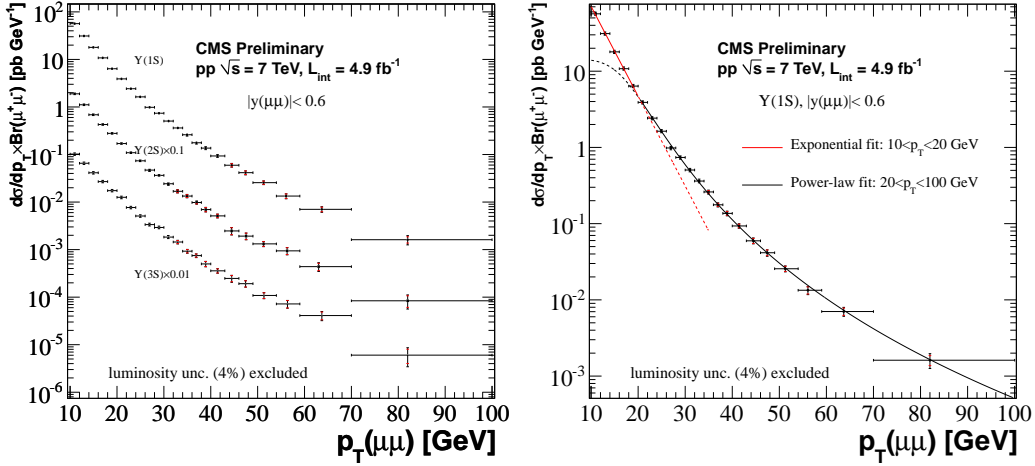 dσ/dp_T×Br(μ⁺μ⁻) [pb GeV⁻¹]
10²
10
1
10⁻¹
10⁻²
10⁻³
10⁻⁴
10⁻⁵
10⁻⁶
CMS Preliminary
pp √s = 7 TeV, L_int = 4.9 fb⁻¹
|y(μμ)|< 0.6
Υ(1S)
Υ(2S)×0.1
Υ(3S)×0.01
luminosity unc. (4%) excluded
10 20 30 40 50 60 70 80 90 100
p_T(μμ) [GeV]
dσ/dp_T×Br(μ⁺μ⁻) [pb GeV⁻¹]
10
1
10⁻¹
10⁻²
10⁻³
CMS Preliminary
pp √s = 7 TeV, L_int = 4.9 fb⁻¹
Υ(1S), |y(μμ)|< 0.6
Exponential fit: 10<p_T<20 GeV
Power-law fit: 20<p_T<100 GeV
luminosity unc. (4%) excluded
10 20 30 40 50 60 70 80 90 100
p_T(μμ) [GeV]